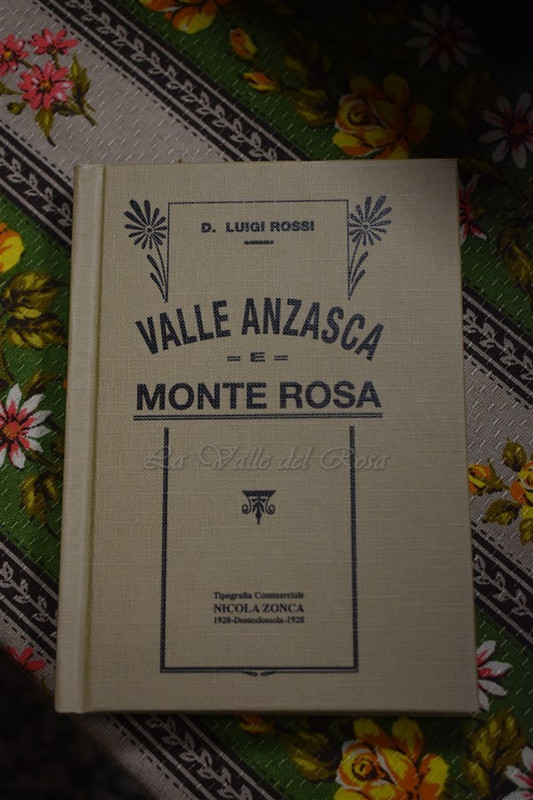 D. LUIGI ROSSI
VALLE ANZASCA
= E =
MONTE ROSA
La Valle del Rosa
Tipografia Commerciale
NICOLA ZONCA
1928-Domodossola-1928